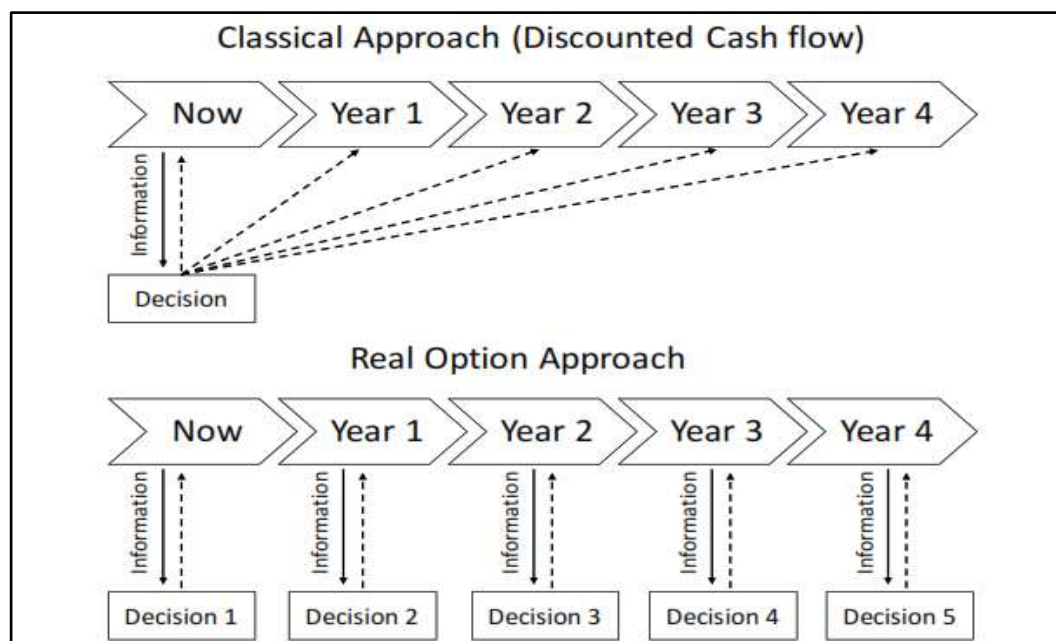 Classical Approach (Discounted Cash flow)
Now Year 1 Year 2 Year 3 Year 4
Information
Decision
Real Option Approach
Now Year 1 Year 2 Year 3 Year 4
Information Information Information Information Information
Decision 1 Decision 2 Decision 3 Decision 4 Decision 5